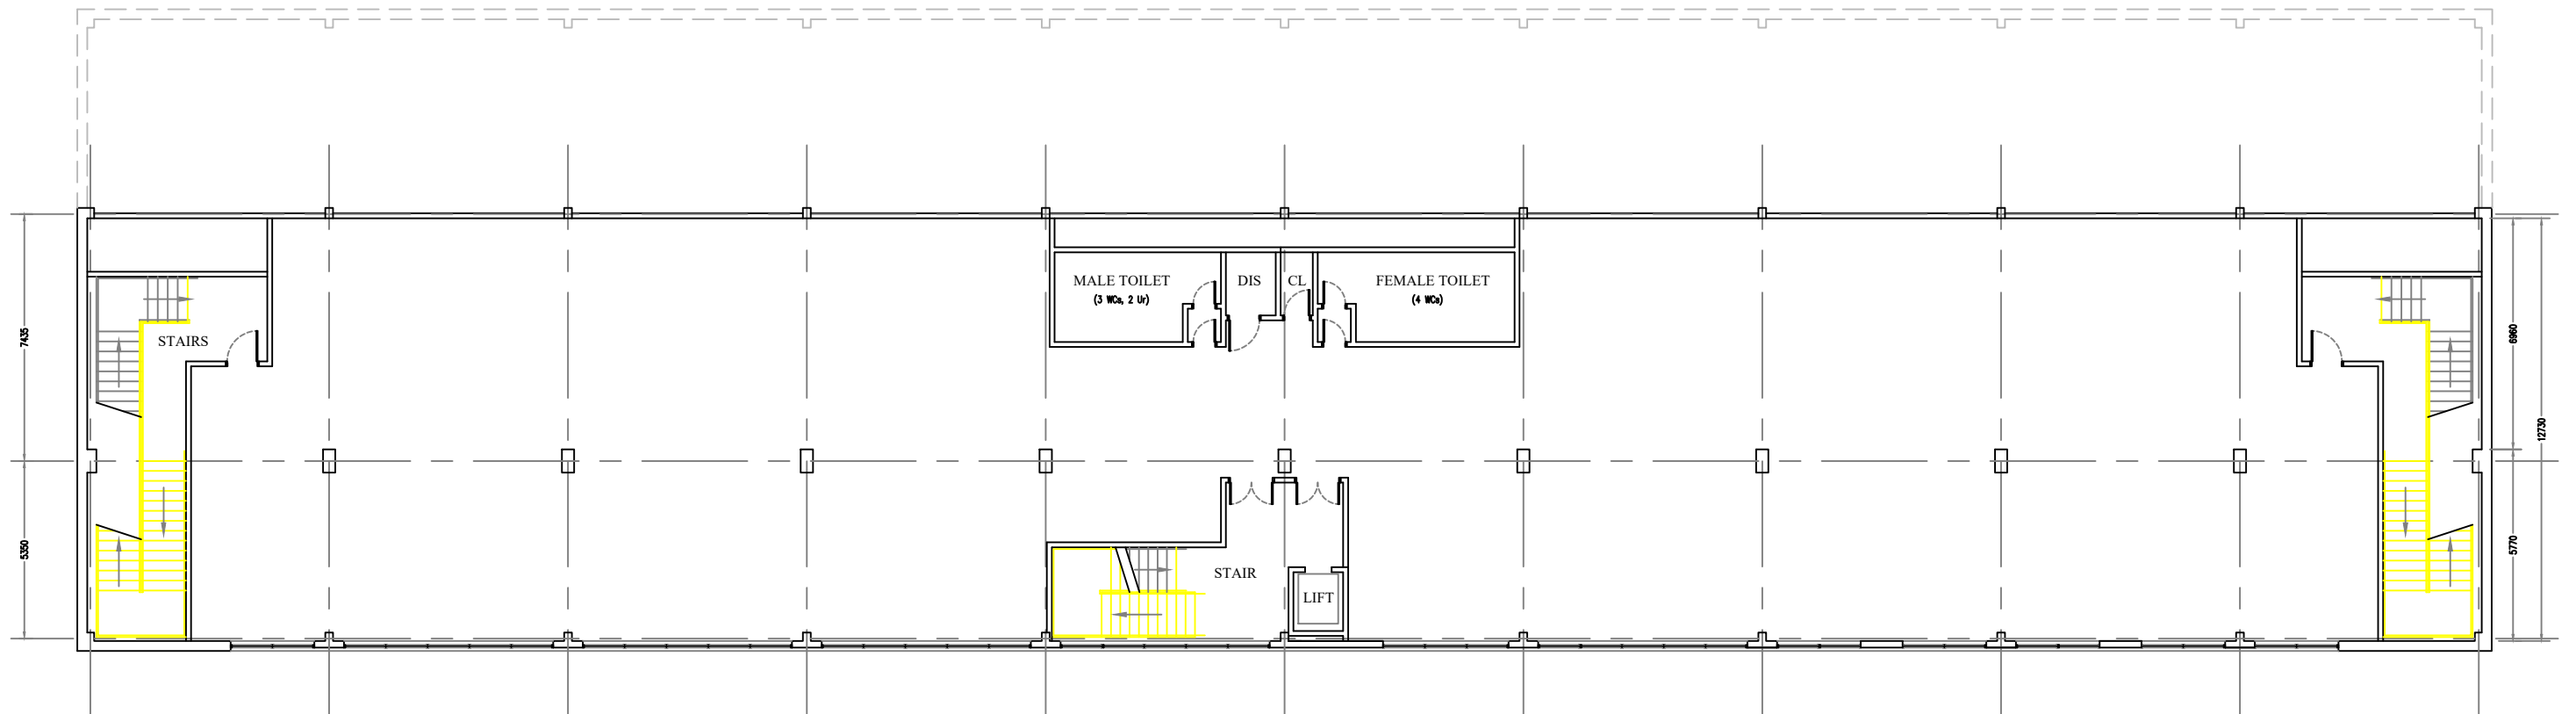 MALE TOILET
(3 WCs, 2 Ur)
DIS
CL
FEMALE TOILET
(4 WCs)
7435
STAIRS
6960
12730
5350
5770
STAIR
LIFT